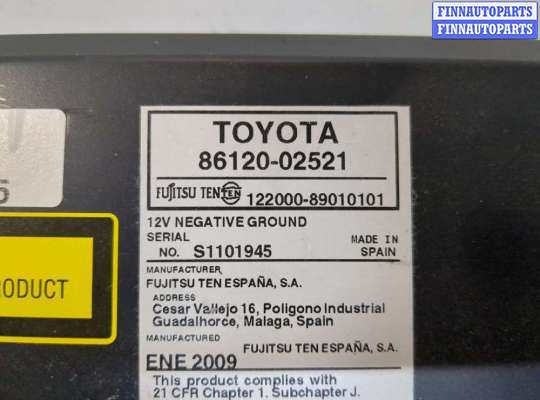 FINNAUTOPARTS
FINNAUTOPARTS
5
TOYOTA
86120-02521
FUJITSU TEN TEN 122000-89010101
12V NEGATIVE GROUND
SERIAL
NO. S1101945
MADE IN
SPAIN
RODUCT
MANUFACTURER
FUJITSU TEN ESPAÑA, S.A.
ADDRESS
Cesar Vallejo 16, Poligono Industrial
Guadalhorce, Malaga, Spain
MANUFACTURED
FUJITSU TEN ESPAÑA, S.A.
ENE 2009
This product complies with
21 CFR Chapter 1. Subchapter J.